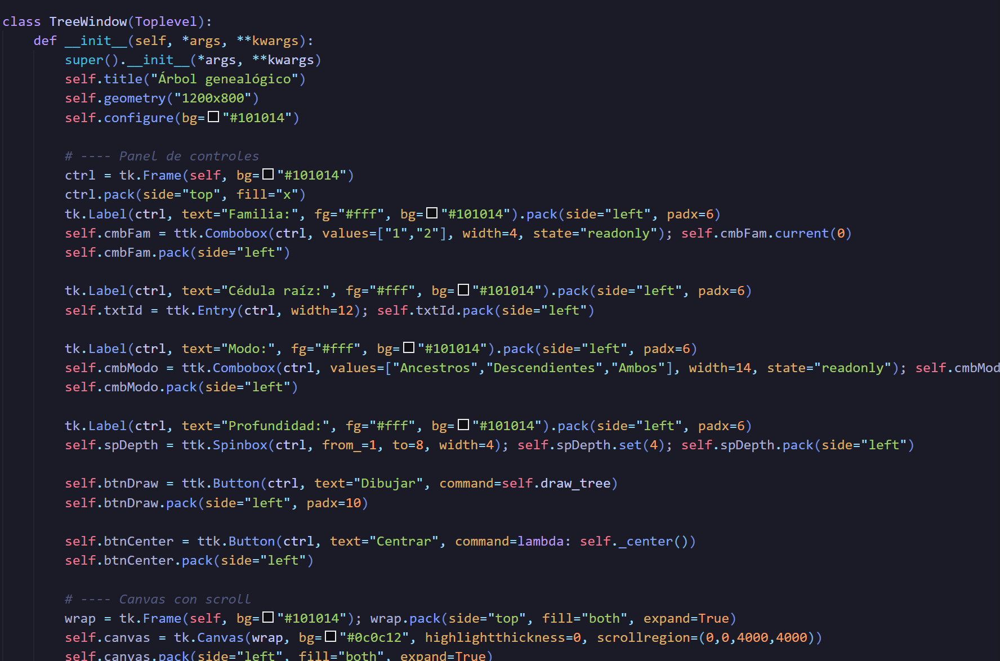 class TreeWindow(Toplevel):
    def __init__(self, *args, **kwargs):
        super().__init__(*args, **kwargs)
        self.title("Árbol genealógico")
        self.geometry("1200x800")
        self.configure(bg="#101014")

        # ---- Panel de controles
        ctrl = tk.Frame(self, bg="#101014")
        ctrl.pack(side="top", fill="x")
        tk.Label(ctrl, text="Familia:", fg="#fff", bg="#101014").pack(side="left", padx=6)
        self.cmbFam = ttk.Combobox(ctrl, values=["1","2"], width=4, state="readonly"); self.cmbFam.current(0)
        self.cmbFam.pack(side="left")

        tk.Label(ctrl, text="Cédula raíz:", fg="#fff", bg="#101014").pack(side="left", padx=6)
        self.txtId = ttk.Entry(ctrl, width=12); self.txtId.pack(side="left")

        tk.Label(ctrl, text="Modo:", fg="#fff", bg="#101014").pack(side="left", padx=6)
        self.cmbModo = ttk.Combobox(ctrl, values=["Ancestros","Descendientes","Ambos"], width=14, state="readonly"); self.cmbMod
        self.cmbModo.pack(side="left")

        tk.Label(ctrl, text="Profundidad:", fg="#fff", bg="#101014").pack(side="left", padx=6)
        self.spDepth = ttk.Spinbox(ctrl, from_=1, to=8, width=4); self.spDepth.set(4); self.spDepth.pack(side="left")

        self.btnDraw = ttk.Button(ctrl, text="Dibujar", command=self.draw_tree)
        self.btnDraw.pack(side="left", padx=10)

        self.btnCenter = ttk.Button(ctrl, text="Centrar", command=lambda: self._center())
        self.btnCenter.pack(side="left")

        # ---- Canvas con scroll
        wrap = tk.Frame(self, bg="#101014"); wrap.pack(side="top", fill="both", expand=True)
        self.canvas = tk.Canvas(wrap, bg="#0c0c12", highlightthickness=0, scrollregion=(0,0,4000,4000))
        self.canvas.pack(side="left", fill="both", expand=True)